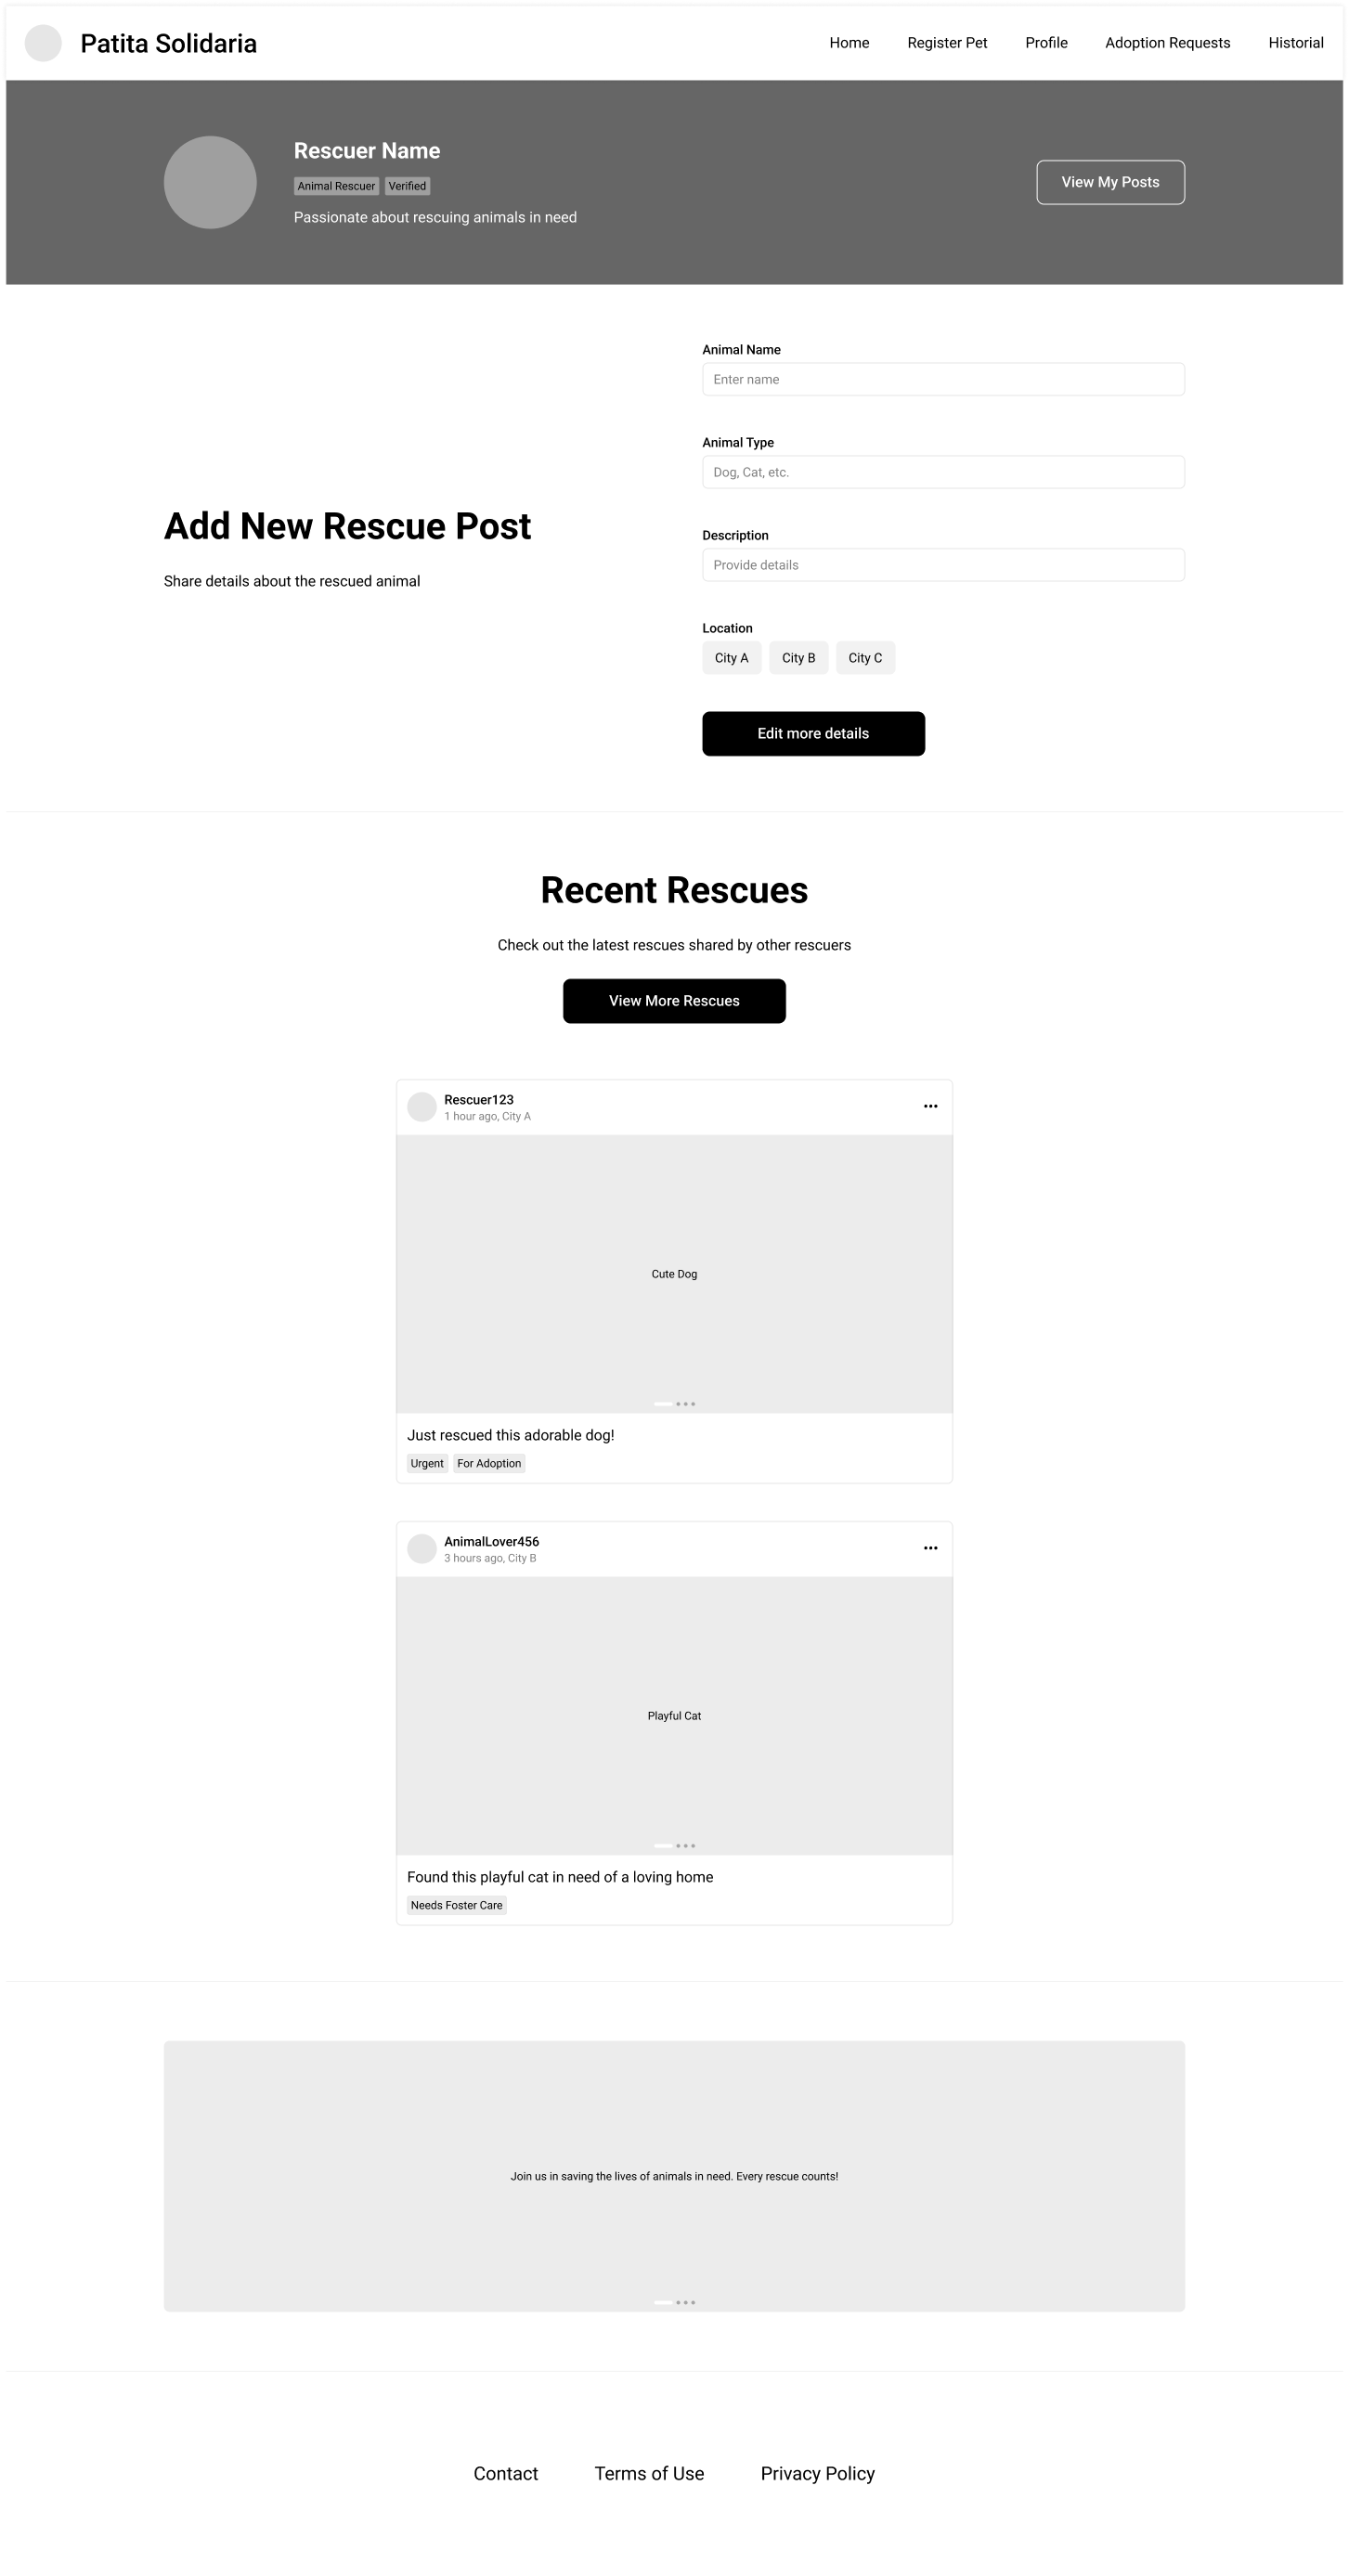 Patita Solidaria
Home
Register Pet
Profile
Adoption Requests
Historial
Rescuer Name
Animal Rescuer
Verified
Passionate about rescuing animals in need
View My Posts
Add New Rescue Post
Share details about the rescued animal
Animal Name
Enter name
Animal Type
Dog, Cat, etc.
Description
Provide details
Location
City A
City B
City C
Edit more details
Recent Rescues
Check out the latest rescues shared by other rescuers
View More Rescues
Rescuer123
1 hour ago, City A
Cute Dog
Just rescued this adorable dog!
Urgent
For Adoption
AnimalLover456
3 hours ago, City B
Playful Cat
Found this playful cat in need of a loving home
Needs Foster Care
Join us in saving the lives of animals in need. Every rescue counts!
Contact
Terms of Use
Privacy Policy